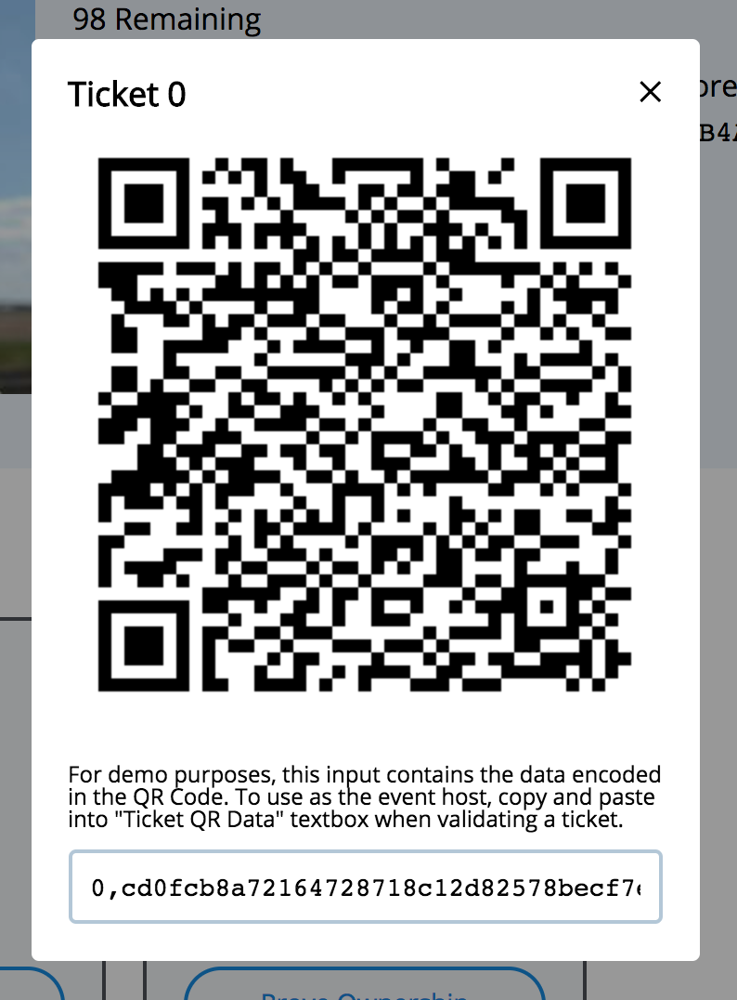 98 Remaining
Ticket 0
For demo purposes, this input contains the data encoded
in the QR Code. To use as the event host, copy and paste
into "Ticket QR Data" textbox when validating a ticket.
0,cd0fcb8a72164728718c12d82578becf7